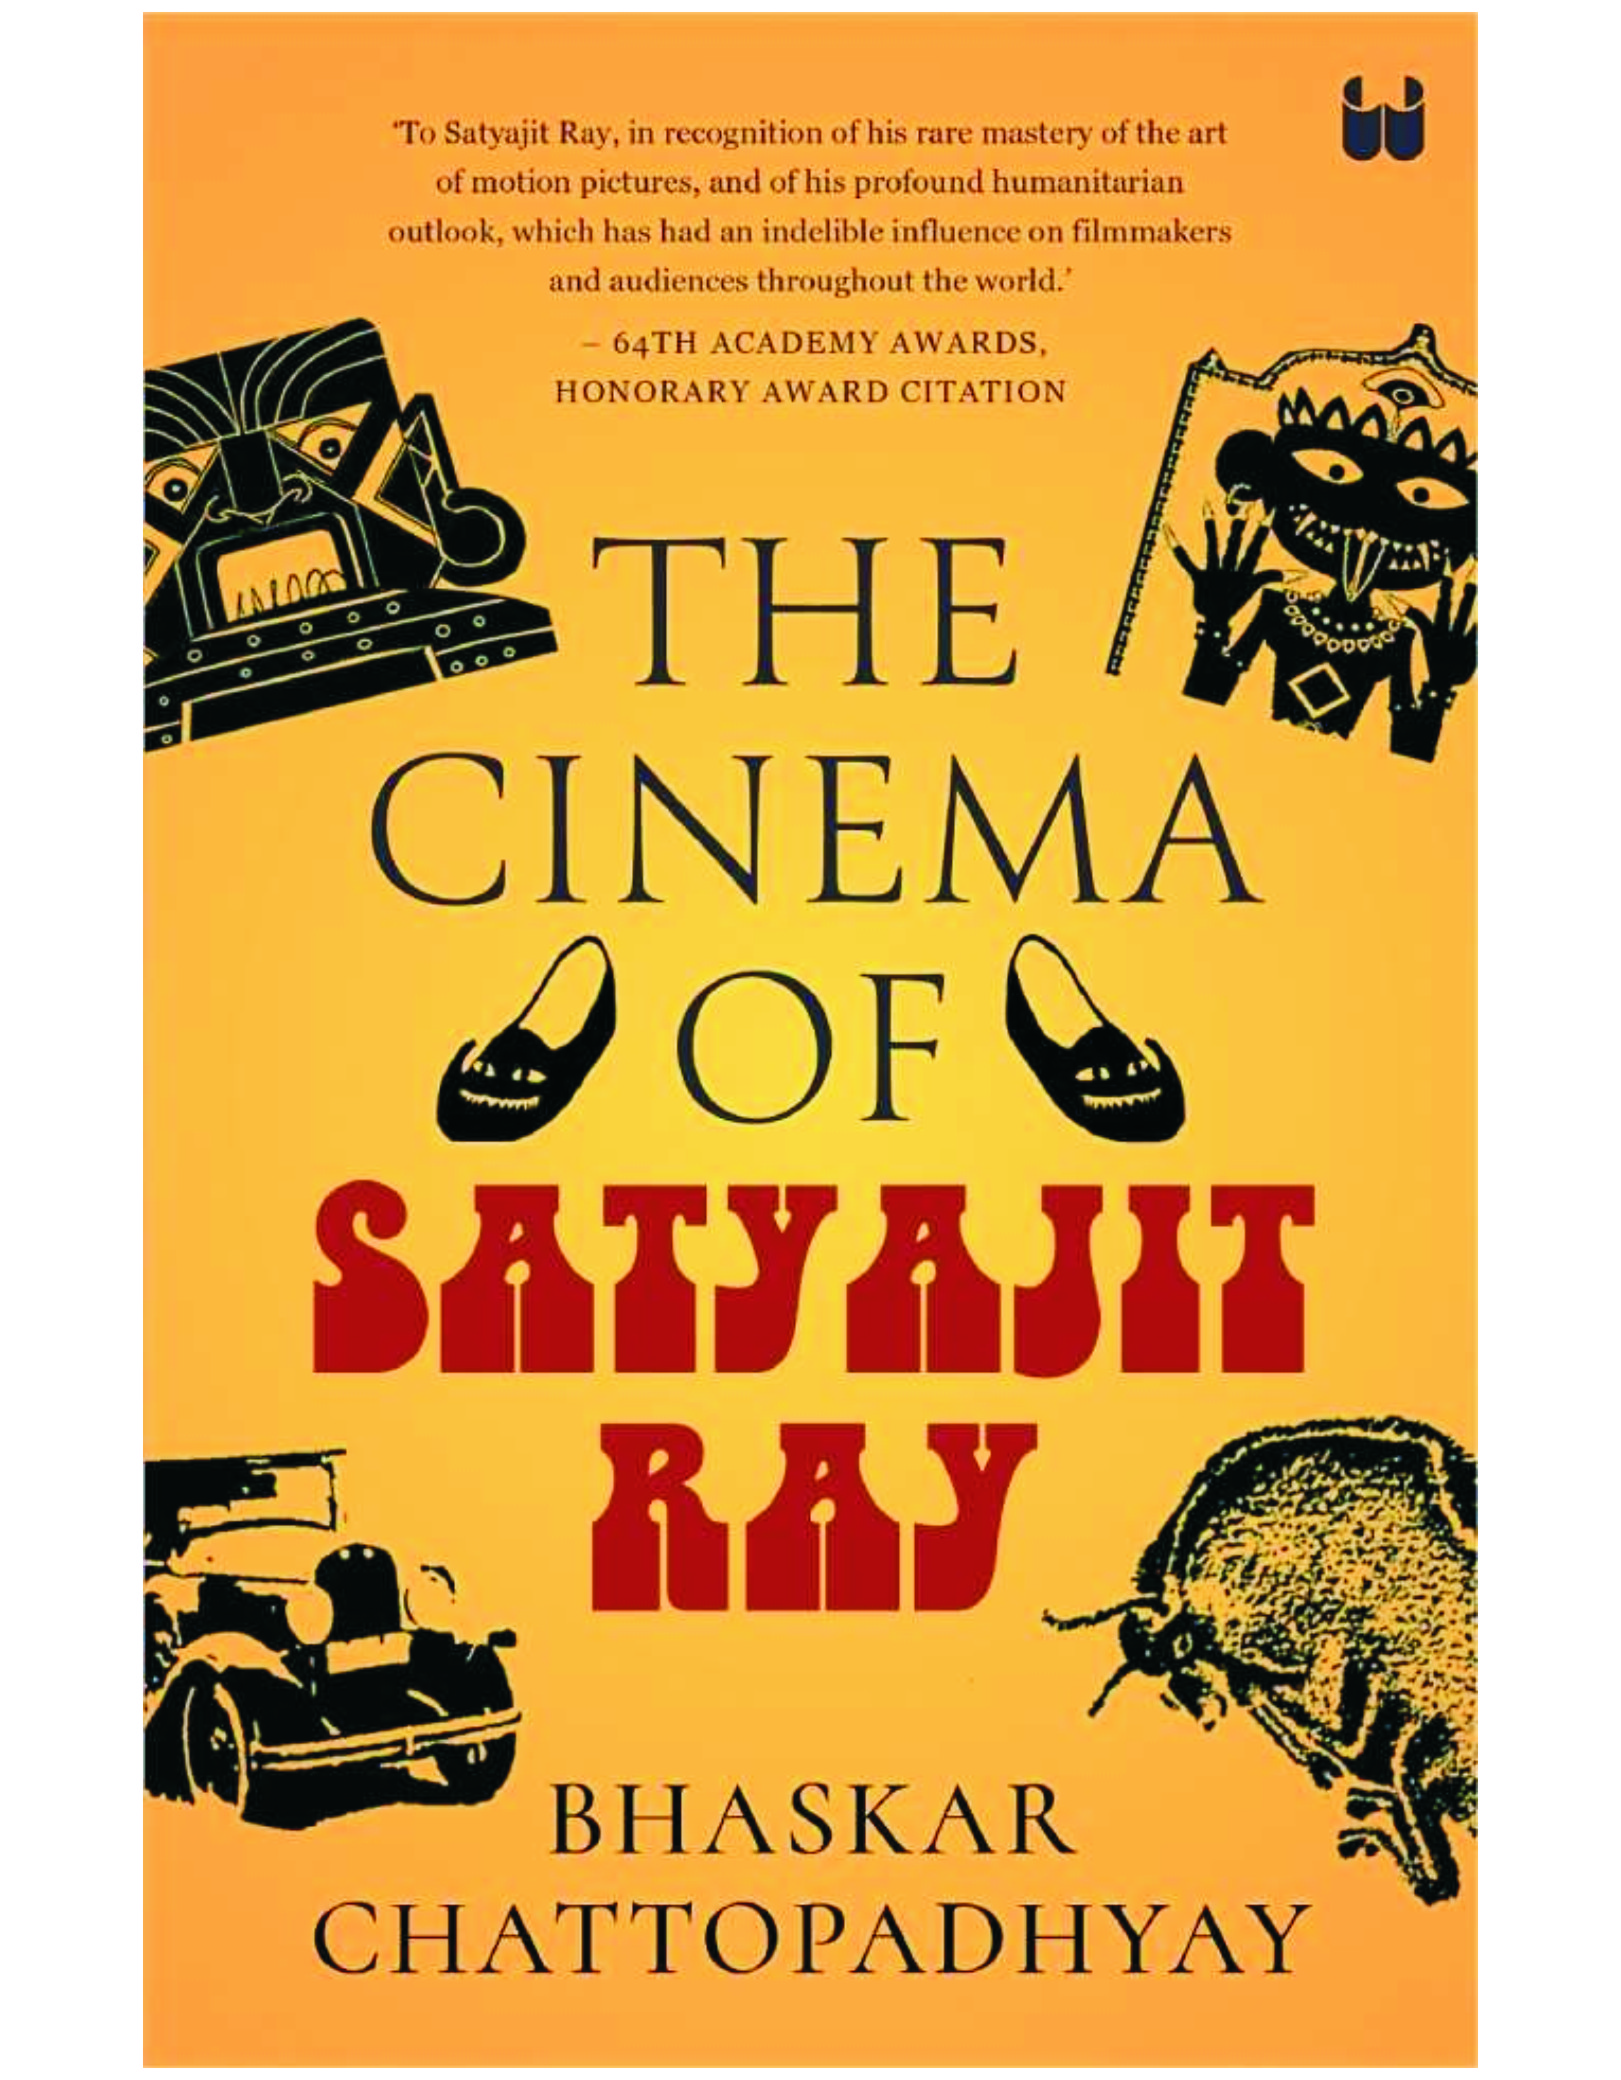 ‘To Satyajit Ray, in recognition of his rare mastery of the art
of motion pictures, and of his profound humanitarian
outlook, which has had an indelible influence on filmmakers
and audiences throughout the world.’
– 64TH ACADEMY AWARDS,
HONORARY AWARD CITATION
THE
CINEMA
OF
SATYAJIT
RAY
BHASKAR
CHATTOPADHYAY